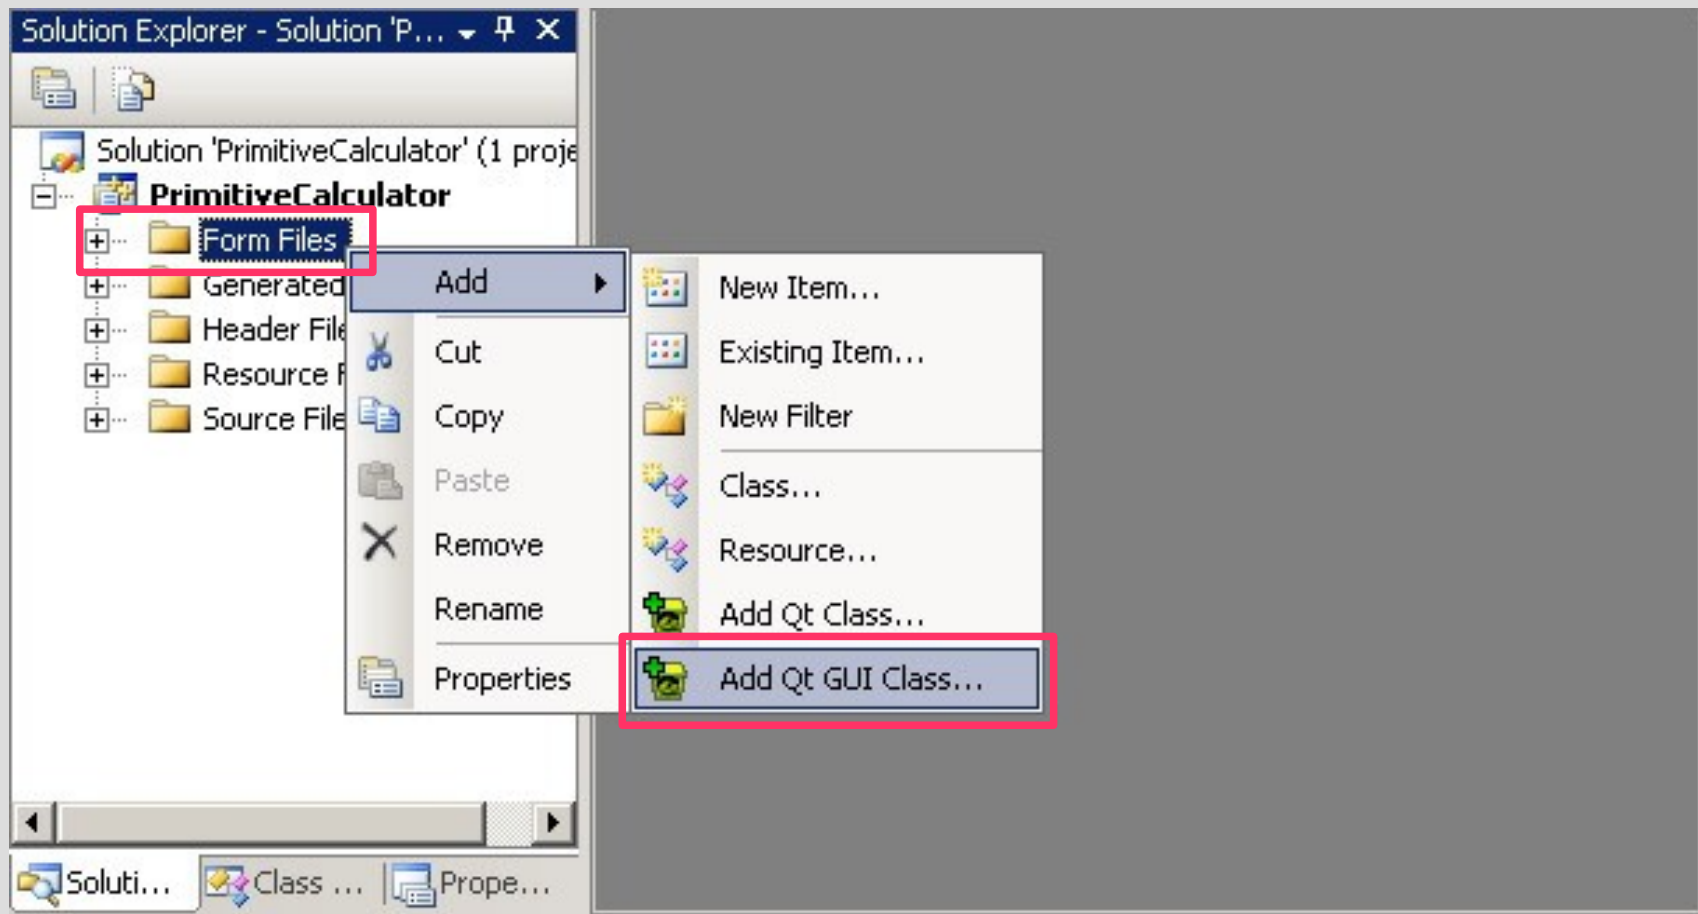 Solution Explorer - Solution 'P...
Solution 'PrimitiveCalculator' (1 proje
PrimitiveCalculator
Form Files
Generated
Header File
Resource F
Source File
Add
Cut
Copy
Paste
Remove
Rename
Properties
New Item...
Existing Item...
New Filter
Class...
Resource...
Add Qt Class...
Add Qt GUI Class...
Soluti...
Class ...
Prope...